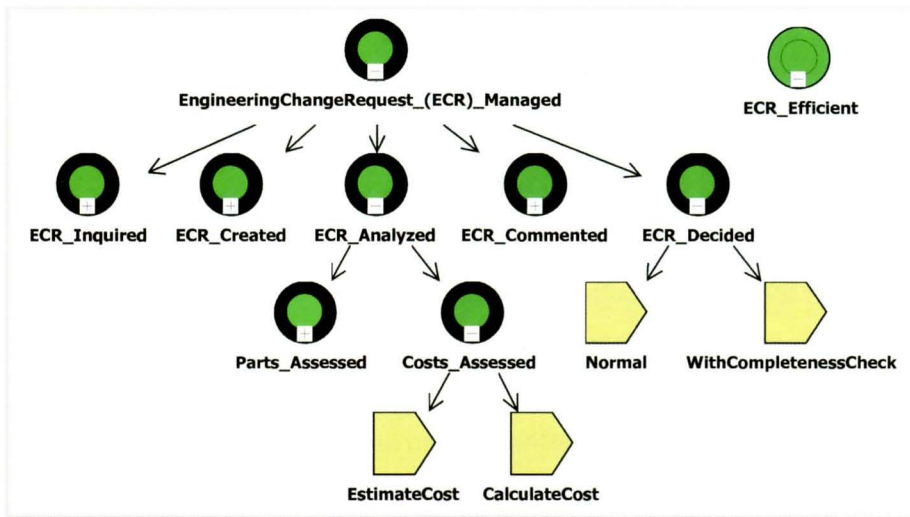 EngineeringChangeRequest_(ECR)_Managed
ECR_Efficient
ECR_Inquired
ECR_Created
ECR_Analyzed
ECR_Commented
ECR_Decided
Parts_Assessed
Costs_Assessed
Normal
WithCompletenessCheck
EstimateCost
CalculateCost